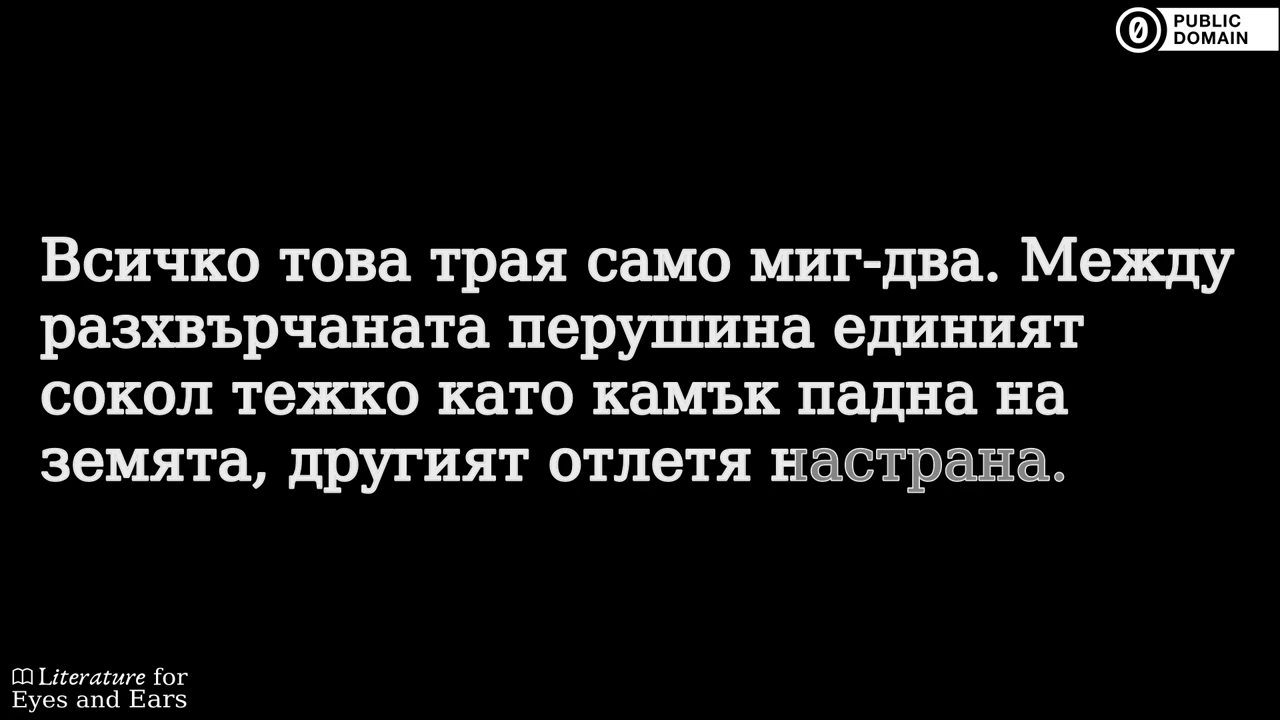 PUBLIC
DOMAIN
Всичко това трая само миг-два. Между
разхвърчаната перушина единият
сокол тежко като камък падна на
земята, другият отлетя настрана.
Literature for
Eyes and Ears